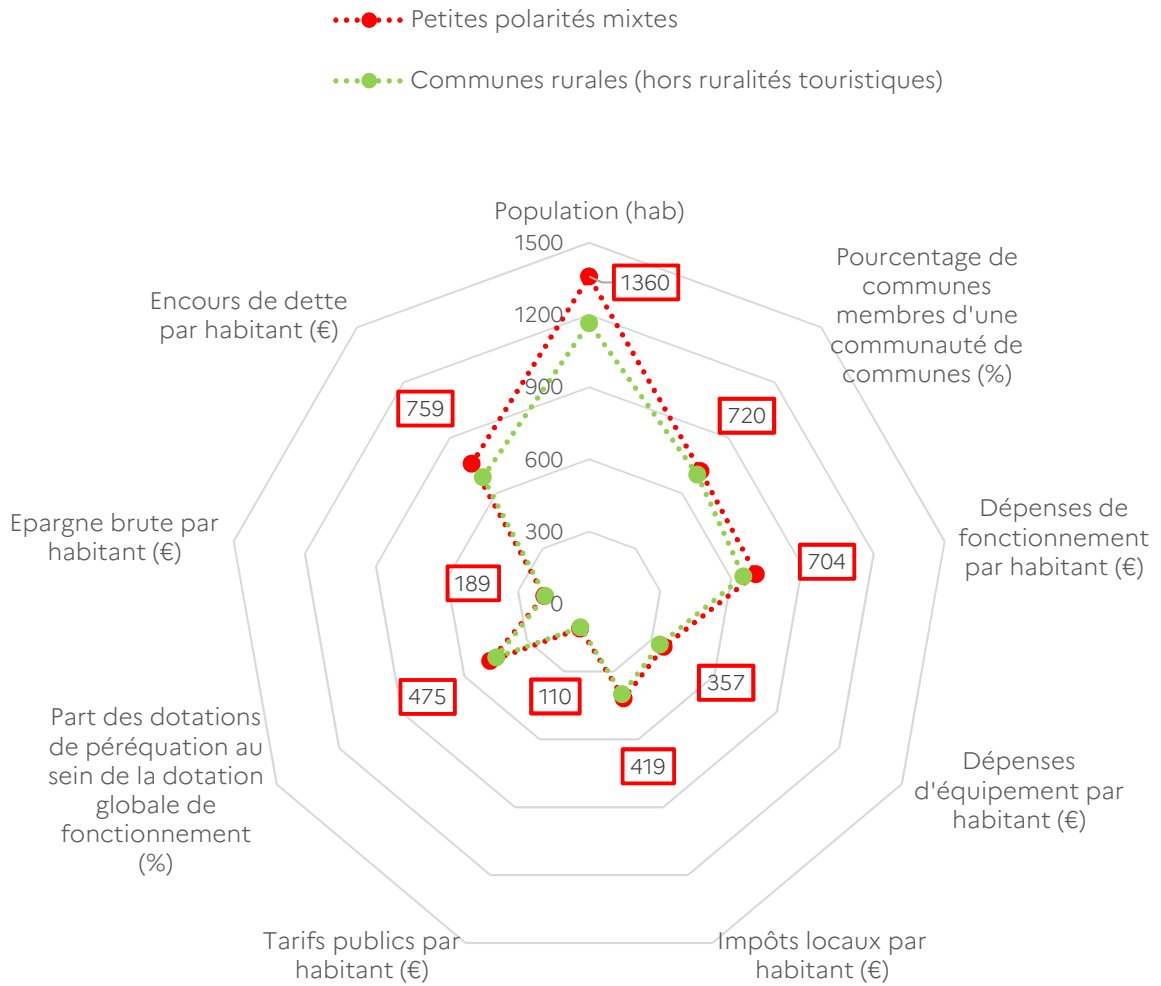 Petites polarités mixtes
Communes rurales (hors ruralités touristiques)
Population (hab)
1500
1360
1200
900
600
300
0
Pourcentage de
communes
membres d'une
communauté de
communes (%)
720
Dépenses de
fonctionnement
par habitant (€)
704
Dépenses
d'équipement par
habitant (€)
357
Impôts locaux par
habitant (€)
419
Tarifs publics par
habitant (€)
110
Part des dotations
de péréquation au
sein de la dotation
globale de
fonctionnement
(%)
475
Epargne brute par
habitant (€)
189
Encours de dette
par habitant (€)
759